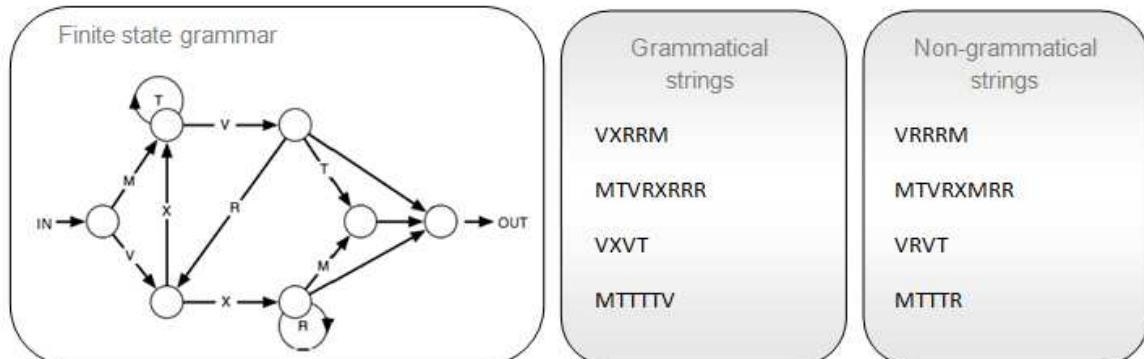 Finite state grammar
T
V
M
T
IN
X
R
OUT
V
M
X
R
Grammatical
strings
VXRRM
MTVRXRRR
VXVT
MTTTTV
Non-grammatical
strings
VRRRM
MTVRXMRR
VRVT
MTTTR